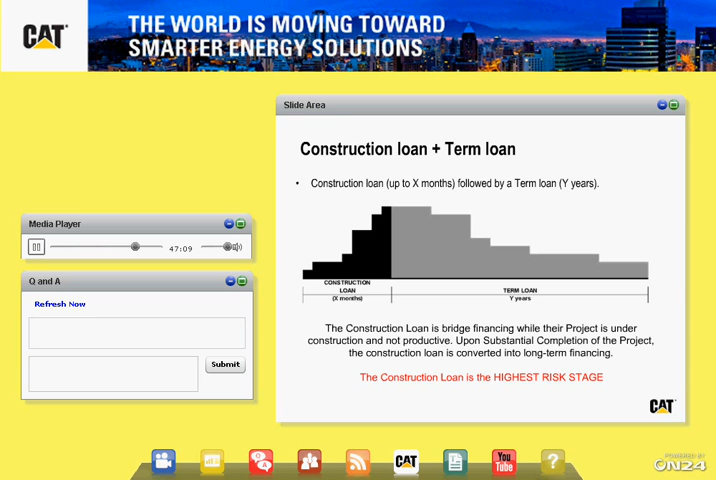 CAT
THE WORLD IS MOVING TOWARD
SMARTER ENERGY SOLUTIONS
Slide Area
Construction loan + Term loan
• Construction loan (up to X months) followed by a Term loan (Y years).
CONSTRUCTION
LOAN
(X months)
TERM LOAN
Y years
The Construction Loan is bridge financing while their Project is under
construction and not productive. Upon Substantial Completion of the Project,
the construction loan is converted into long-term financing.
The Construction Loan is the HIGHEST RISK STAGE
CAT
Media Player
47:09
Q and A
Refresh Now
Submit
Q
A
CAT
You
Tube
?
POWERED BY
ON24